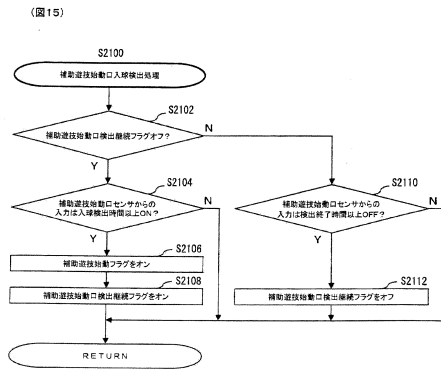 (図15)
S2100
補助遊技始動口入球検出処理
S2102
補助遊技始動口検出継続フラグオフ?
N
Y
S2104
補助遊技始動口センサからの
入力は入球検出時間以上ON?
N
Y
S2110
補助遊技始動口センサからの
入力は検出終了時間以上OFF?
N
Y
S2106
補助遊技始動フラグをオン
S2108
補助遊技始動口検出継続フラグをオン
S2112
補助遊技始動口検出継続フラグをオフ
RETURN